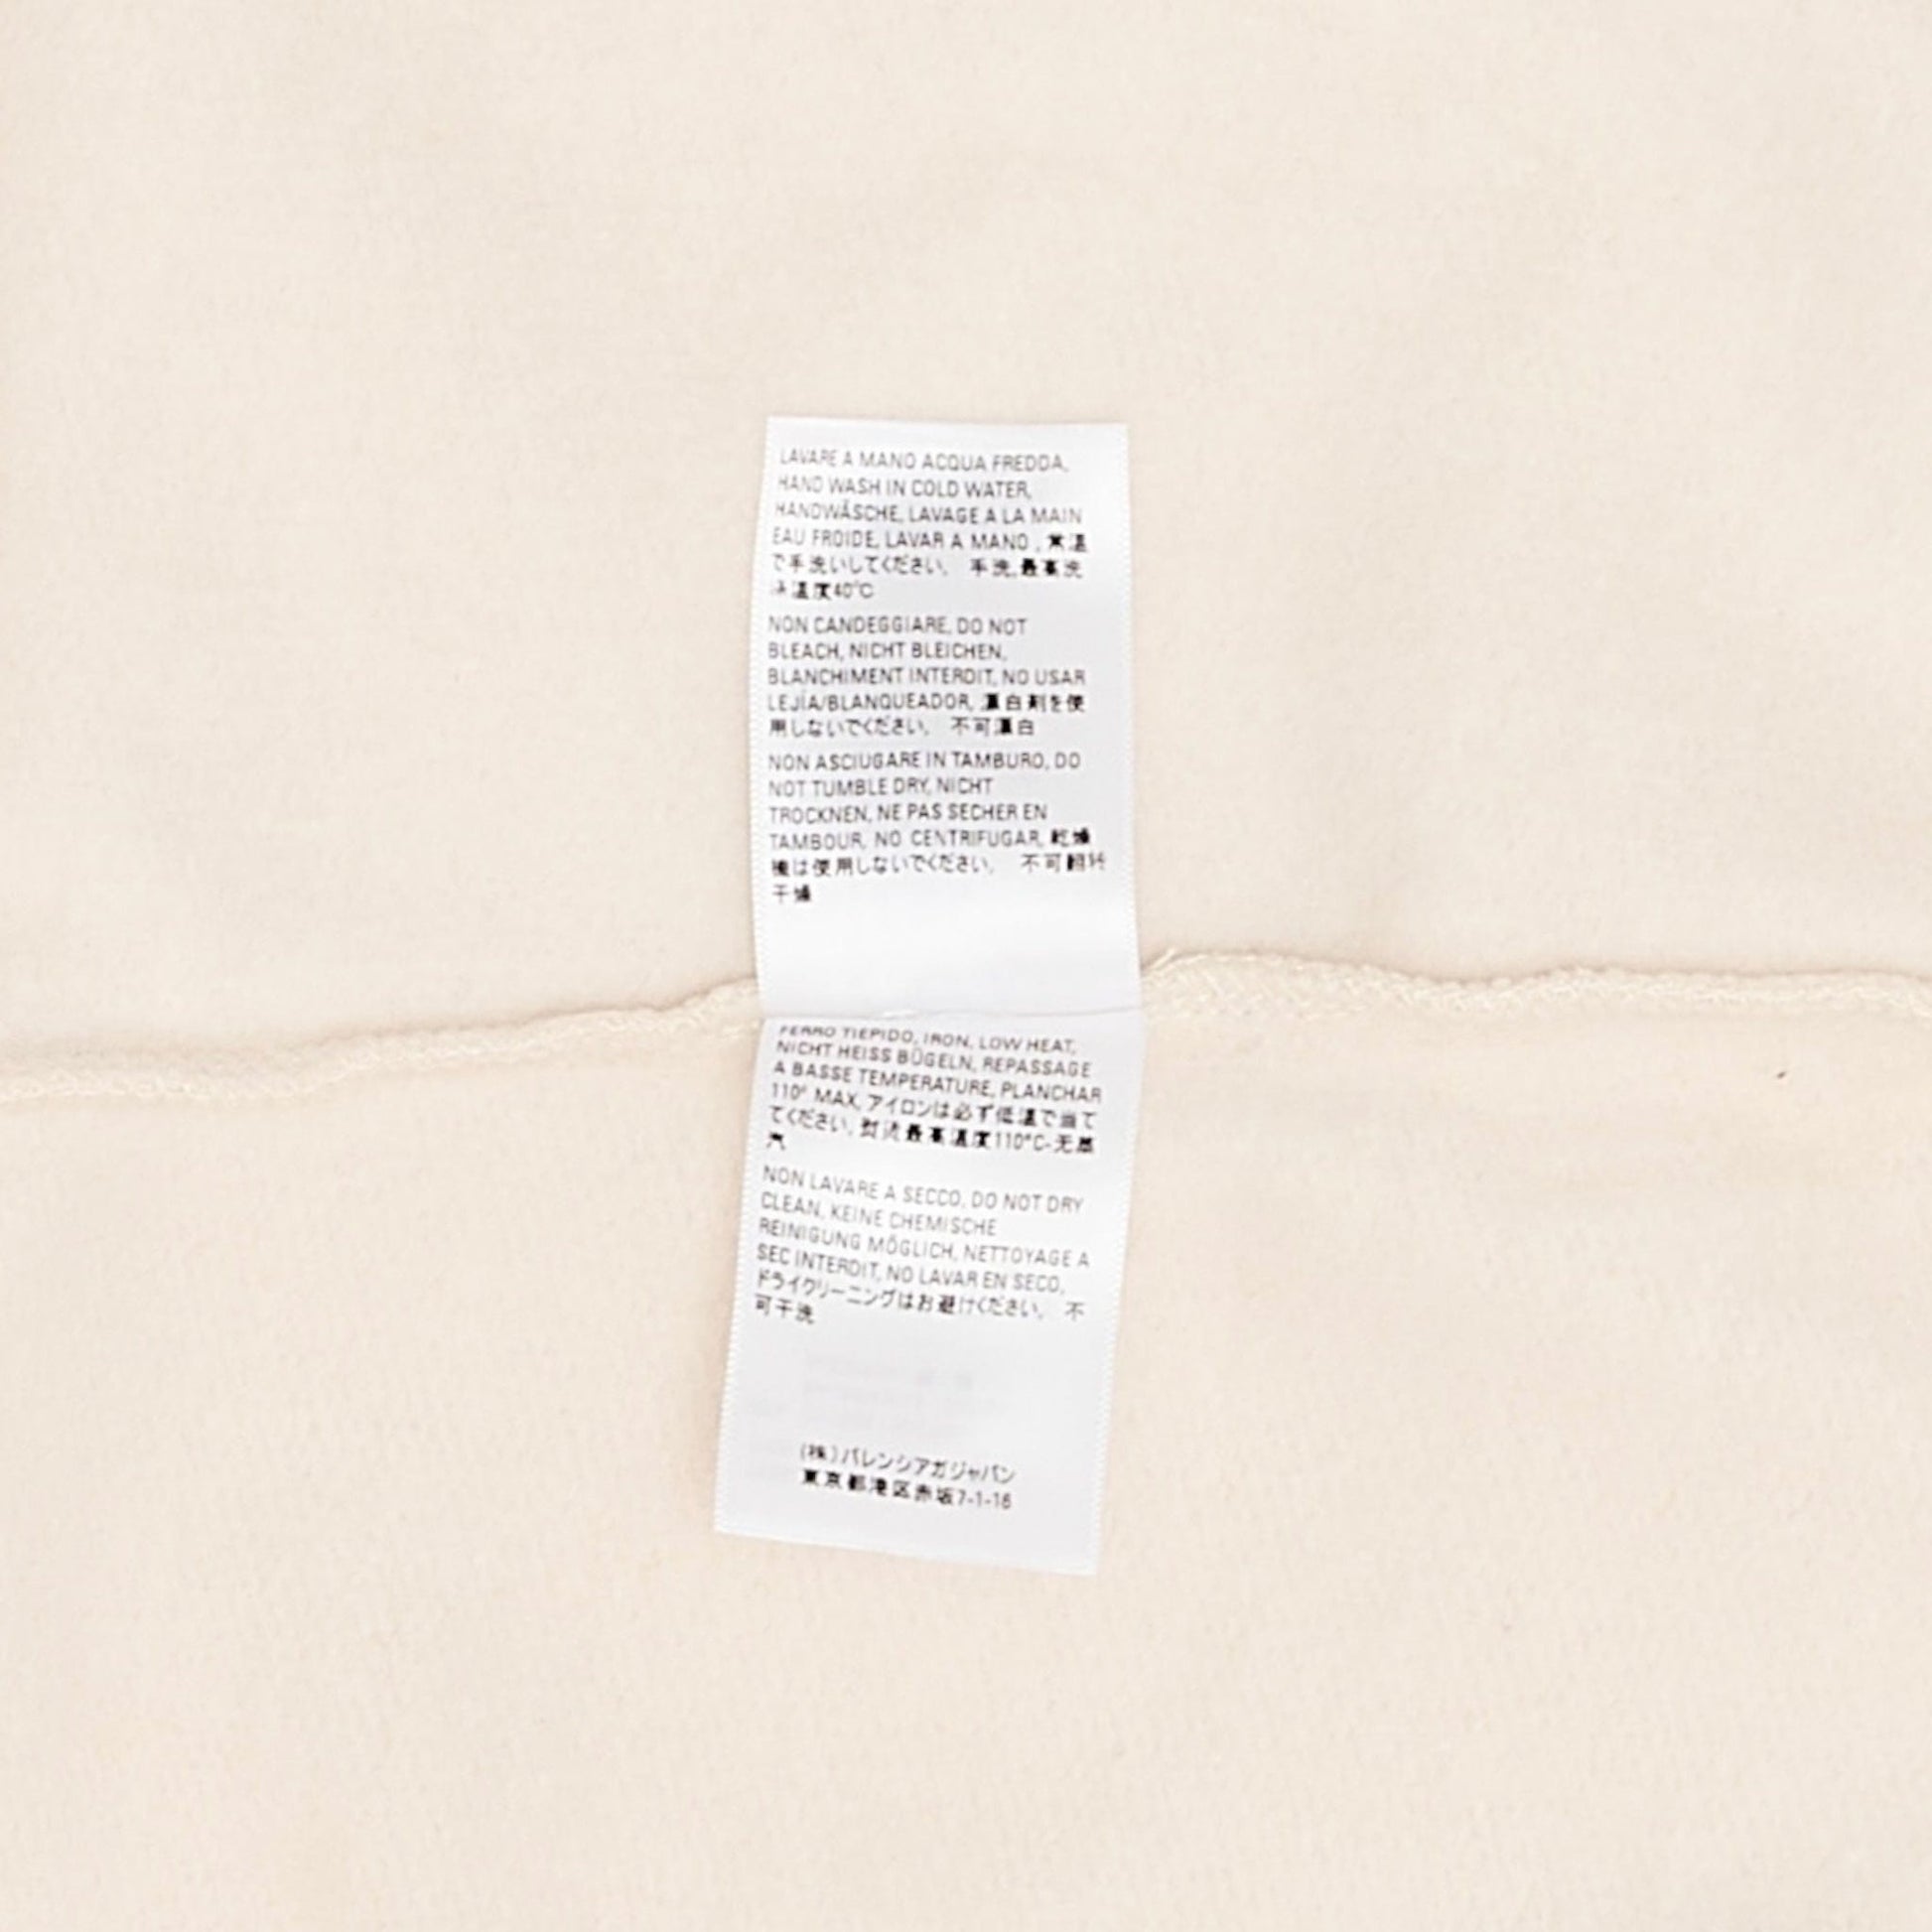 LAVARE A MANO ACQUA FREDDA,
HAND WASH IN COLD WATER,
HANDWÄSCHE, LAVAGE A LA MAIN
EAU FROIDE, LAVAR A MANO , 常温
で手洗いしてください。 手洗,最高洗
涤温度40°C
NON CANDEGGIARE, DO NOT
BLEACH, NICHT BLEICHEN,
BLANCHIMENT INTERDIT, NO USAR
LEJÍA/BLANQUEADOR, 漂白剤を使
用しないでください。 不可漂白
NON ASCIUGARE IN TAMBURO, DO
NOT TUMBLE DRY, NICHT
TROCKNEN, NE PAS SECHER EN
TAMBOUR, NO CENTRIFUGAR, 乾燥
機は使用しないでください。 不可翻转
干燥
FERRO TIEPIDO, IRON, LOW HEAT,
NICHT HEISS BÜGELN, REPASSAGE
A BASSE TEMPERATURE, PLANCHAR
110° MAX, アイロンは必ず低温で当て
てください, 熨烫最高温度110°C-无蒸
汽
NON LAVARE A SECCO, DO NOT DRY
CLEAN, KEINE CHEMISCHE
REINIGUNG MÖGLICH, NETTOYAGE A
SEC INTERDIT, NO LAVAR EN SECO,
ドライクリーニングはお避けください。 不
可干洗
(株)バレンシアガジャパン
東京都港区赤坂7-1-16